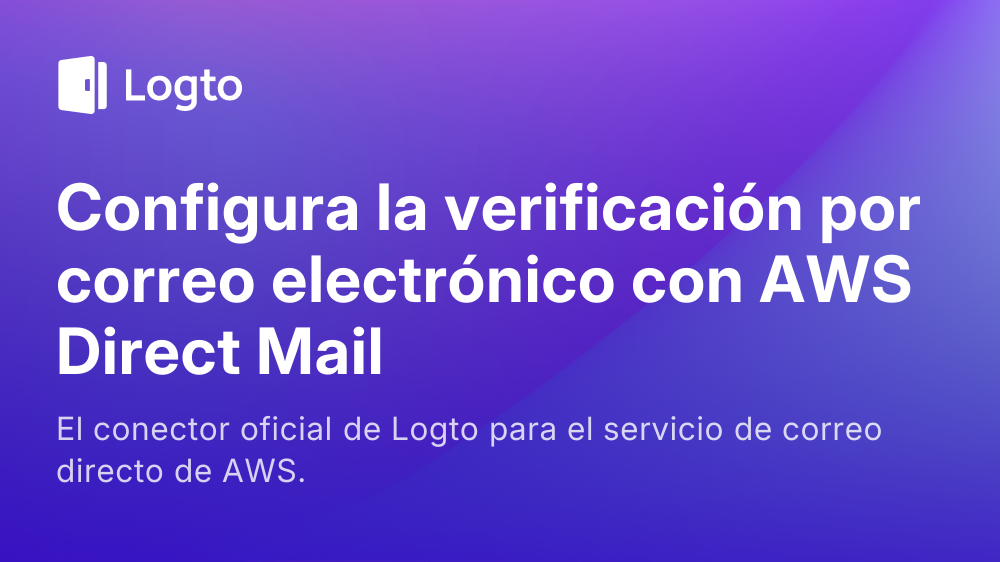 Logto
Configura la verificación por
correo electrónico con AWS
Direct Mail
El conector oficial de Logto para el servicio de correo
directo de AWS.